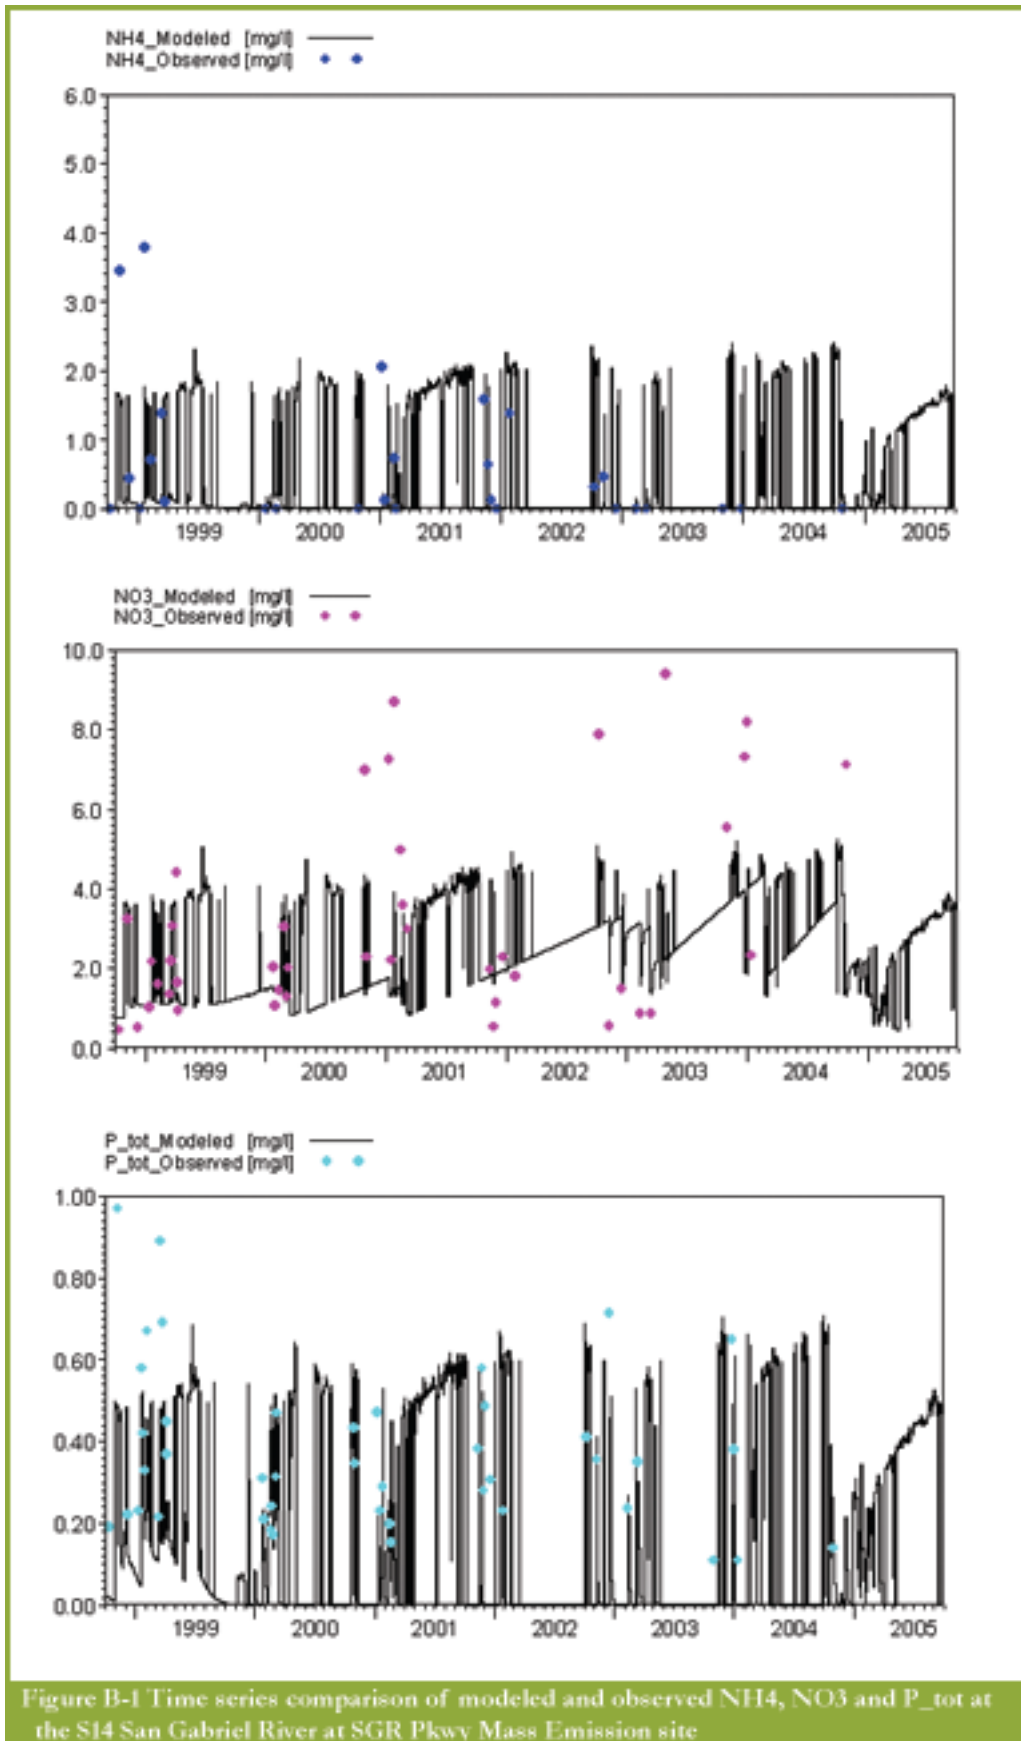 NH4_Modeled [mg/l]
NH4_Observed [mg/l]
6.0
5.0
4.0
3.0
2.0
1.0
0.0
1999 2000 2001 2002 2003 2004 2005
NO3_Modeled [mg/l]
NO3_Observed [mg/l]
10.0
8.0
6.0
4.0
2.0
0.0
1999 2000 2001 2002 2003 2004 2005
P_tot_Modeled [mg/l]
P_tot_Observed [mg/l]
1.00
0.80
0.60
0.40
0.20
0.00
1999 2000 2001 2002 2003 2004 2005
Figure B-1 Time series comparison of modeled and observed NH4, NO3 and P_tot at
the S14 San Gabriel River at SGR Pkwy Mass Emission site